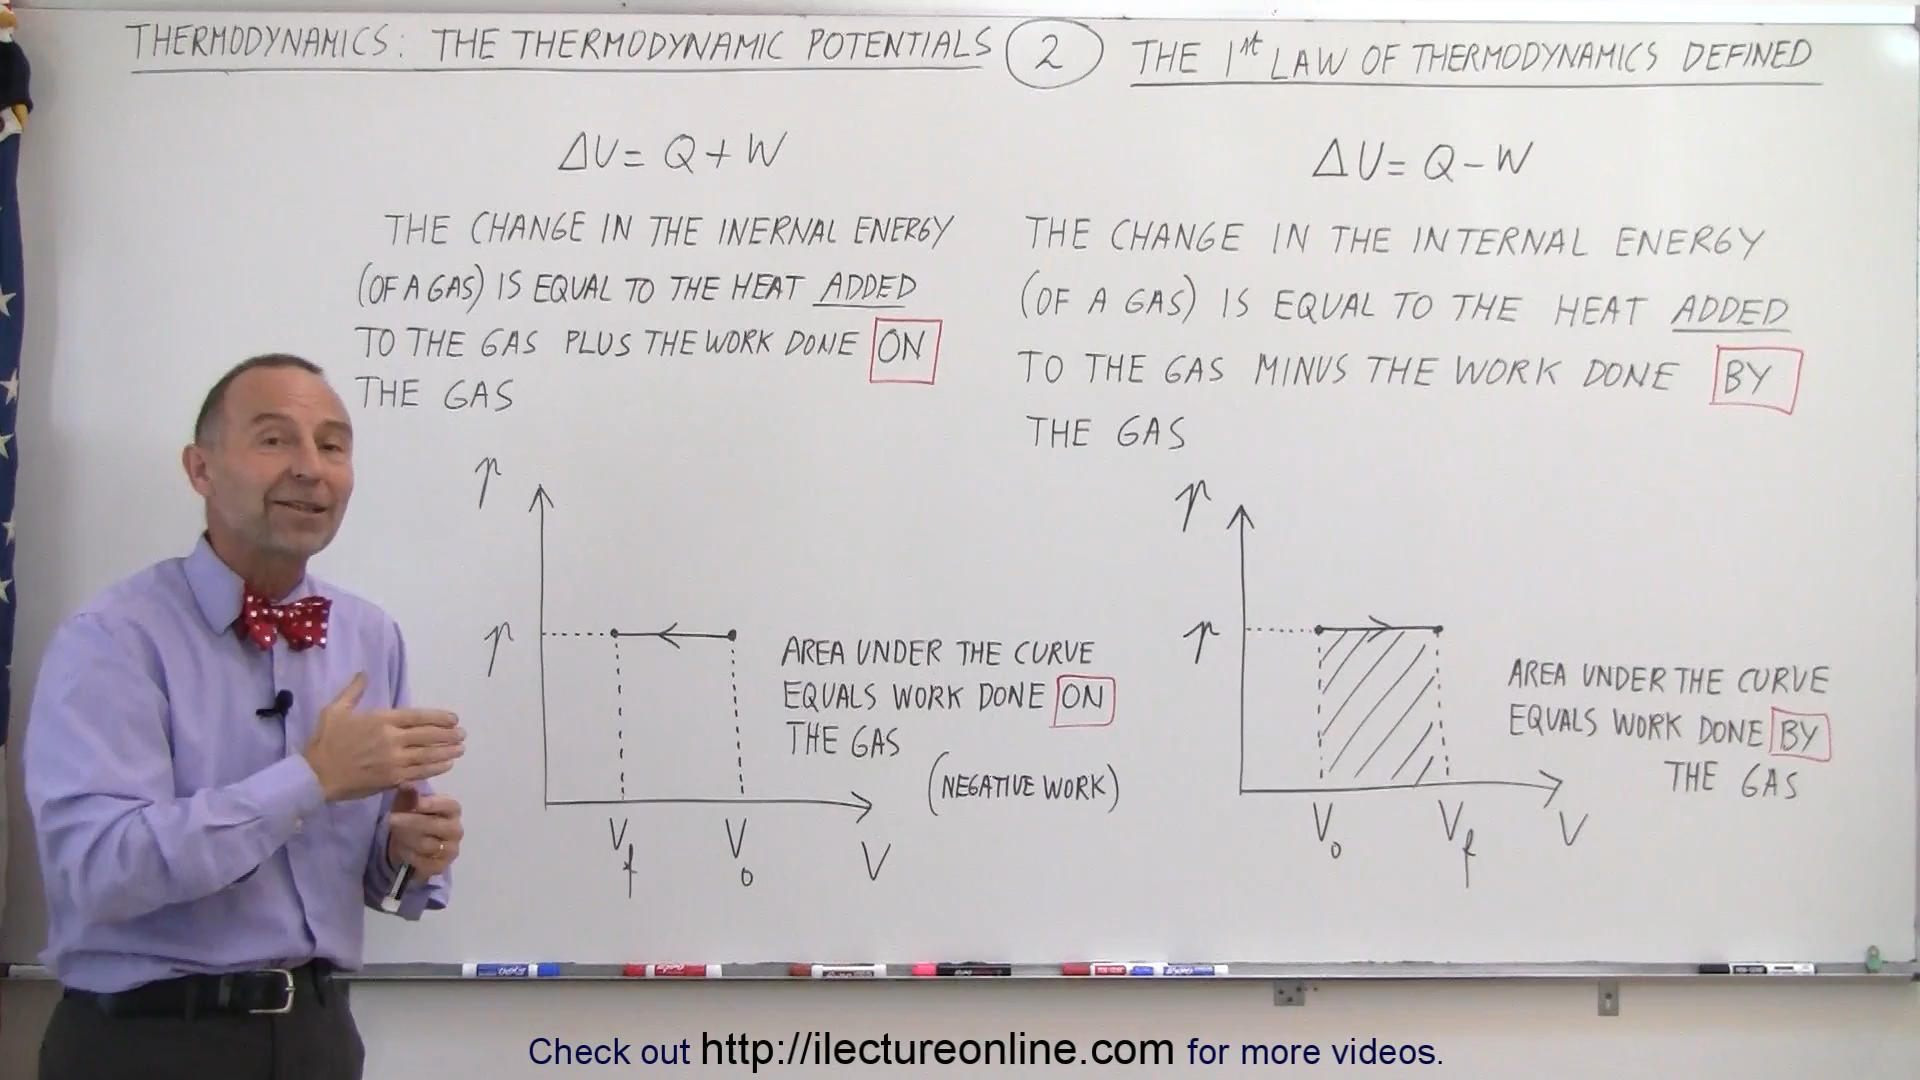 THERMODYNAMICS: THE THERMODYNAMIC POTENTIALS 2 THE 1st LAW OF THERMODYNAMICS DEFINED
ΔU = Q + W
THE CHANGE IN THE INERNAL ENERGY
(OF A GAS) IS EQUAL TO THE HEAT ADDED
TO THE GAS PLUS THE WORK DONE ON
THE GAS
p
p
AREA UNDER THE CURVE
EQUALS WORK DONE ON
THE GAS
(NEGATIVE WORK)
Vf Vo V
ΔU = Q - W
THE CHANGE IN THE INTERNAL ENERGY
(OF A GAS) IS EQUAL TO THE HEAT ADDED
TO THE GAS MINUS THE WORK DONE BY
THE GAS
p
p
AREA UNDER THE CURVE
EQUALS WORK DONE BY
THE GAS
Vo Vf V
Check out http://ilectureonline.com for more videos.